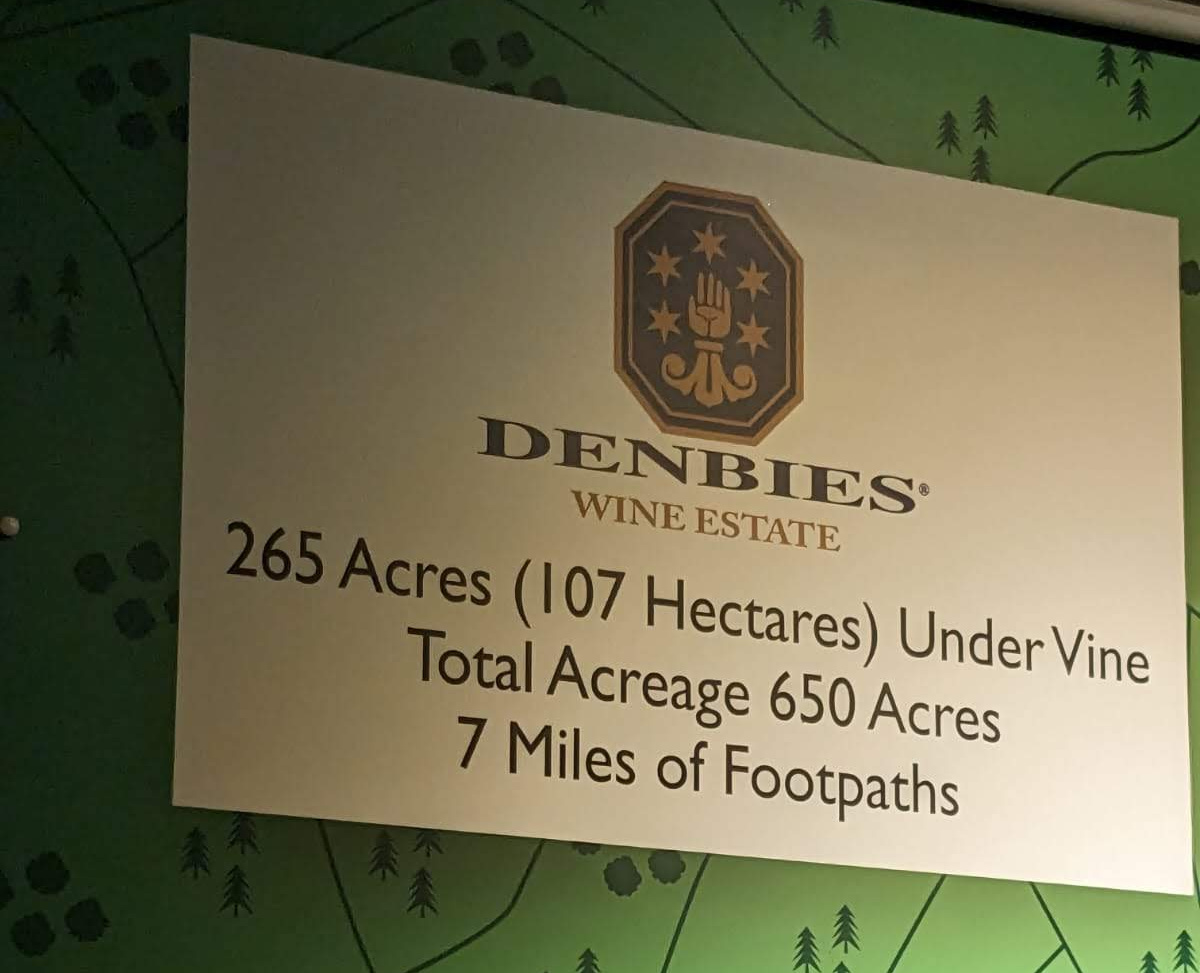 DENBIES®
WINE ESTATE
265 Acres (107 Hectares) Under Vine
Total Acreage 650 Acres
7 Miles of Footpaths